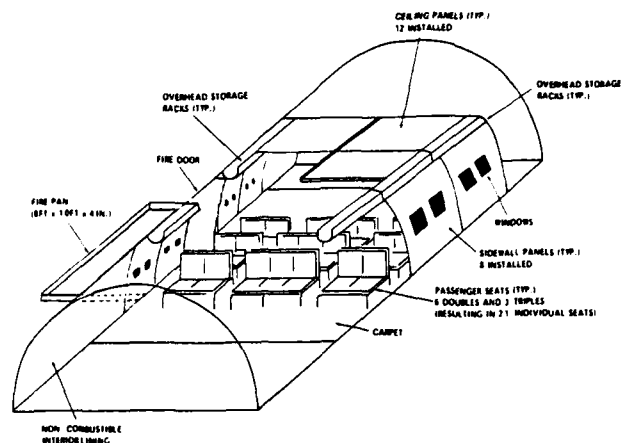 CEILING PANELS (TYP.)
12 INSTALLED
OVERHEAD STORAGE
RACKS (TYP.)
OVERHEAD STORAGE
RACKS (TYP.)
FIRE DOOR
FIRE PAN
(8FT x 10FT x 4 IN.)
WINDOWS
SIDEWALL PANELS (TYP.)
8 INSTALLED
PASSENGER SEATS (TYP.)
6 DOUBLES AND 3 TRIPLES
(RESULTING IN 21 INDIVIDUAL SEATS)
CARPET
NON COMBUSTIBLE
INTERIOR LINING